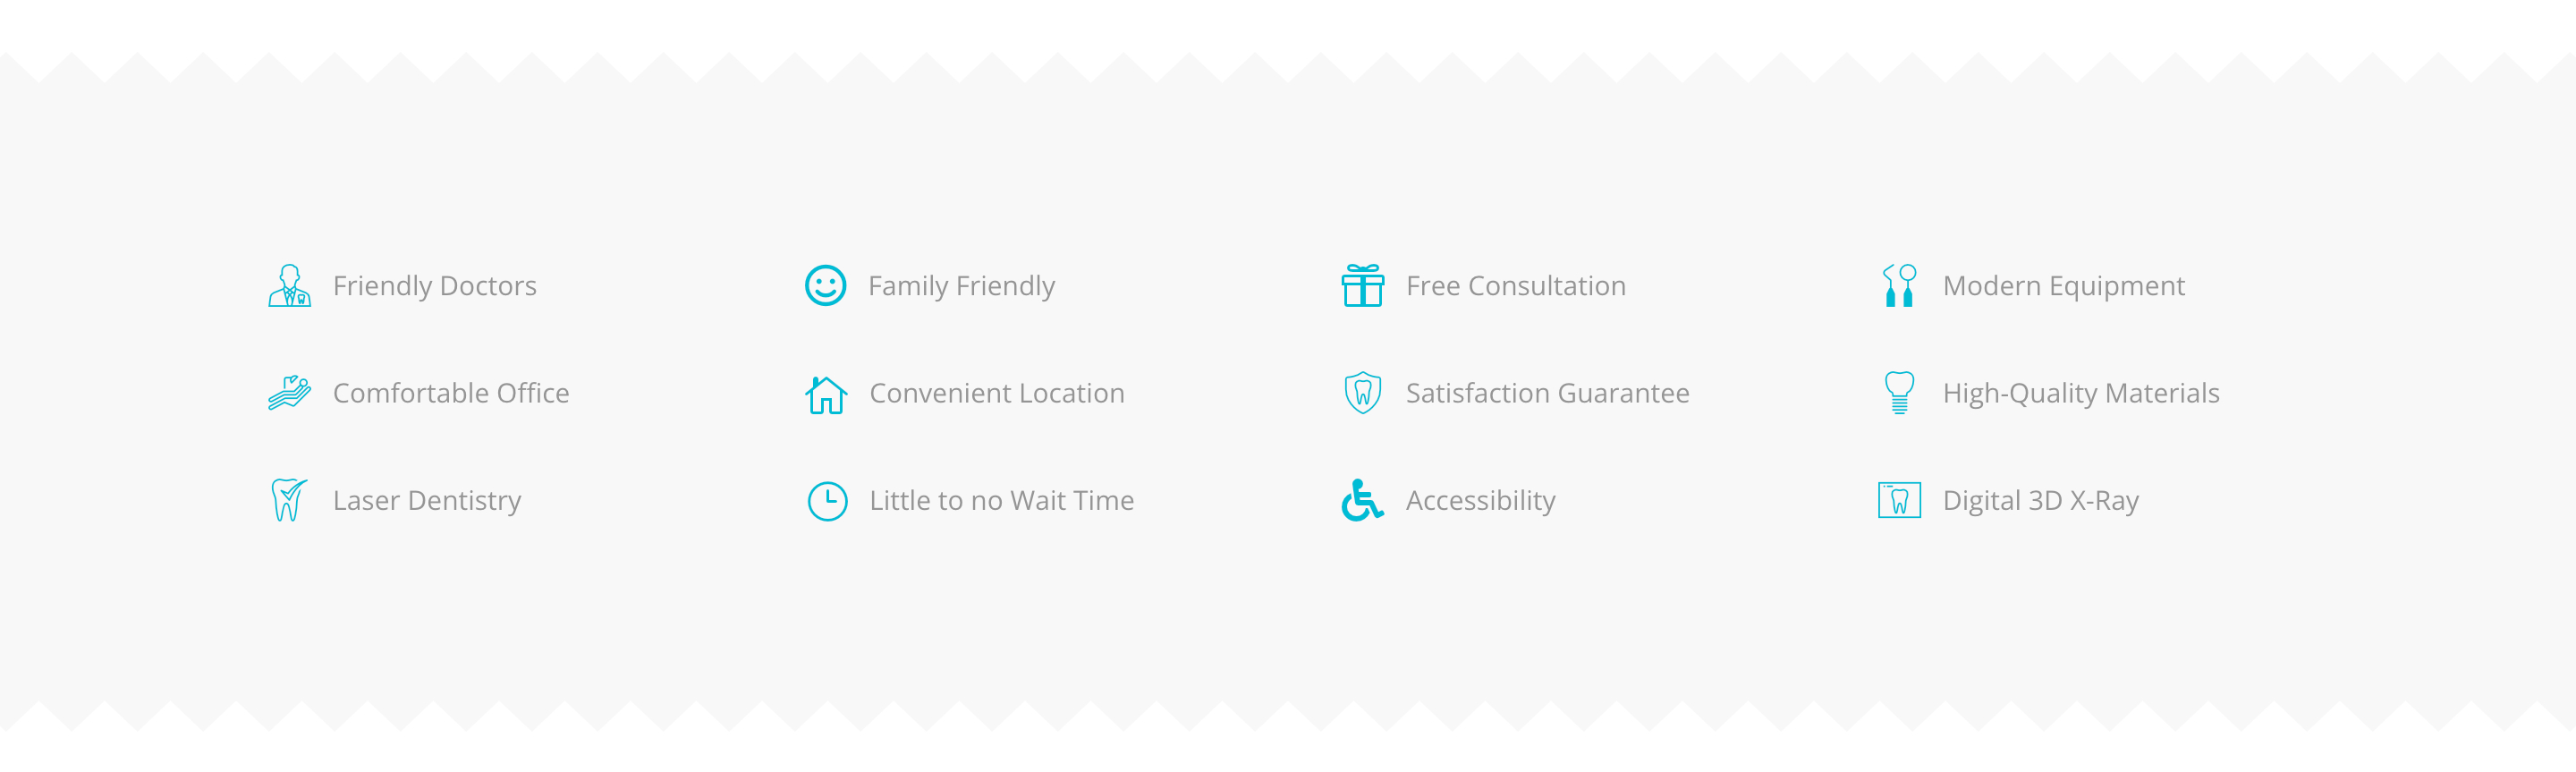 Friendly Doctors
Family Friendly
Free Consultation
Modern Equipment
Comfortable Office
Convenient Location
Satisfaction Guarantee
High-Quality Materials
Laser Dentistry
Little to no Wait Time
Accessibility
Digital 3D X-Ray